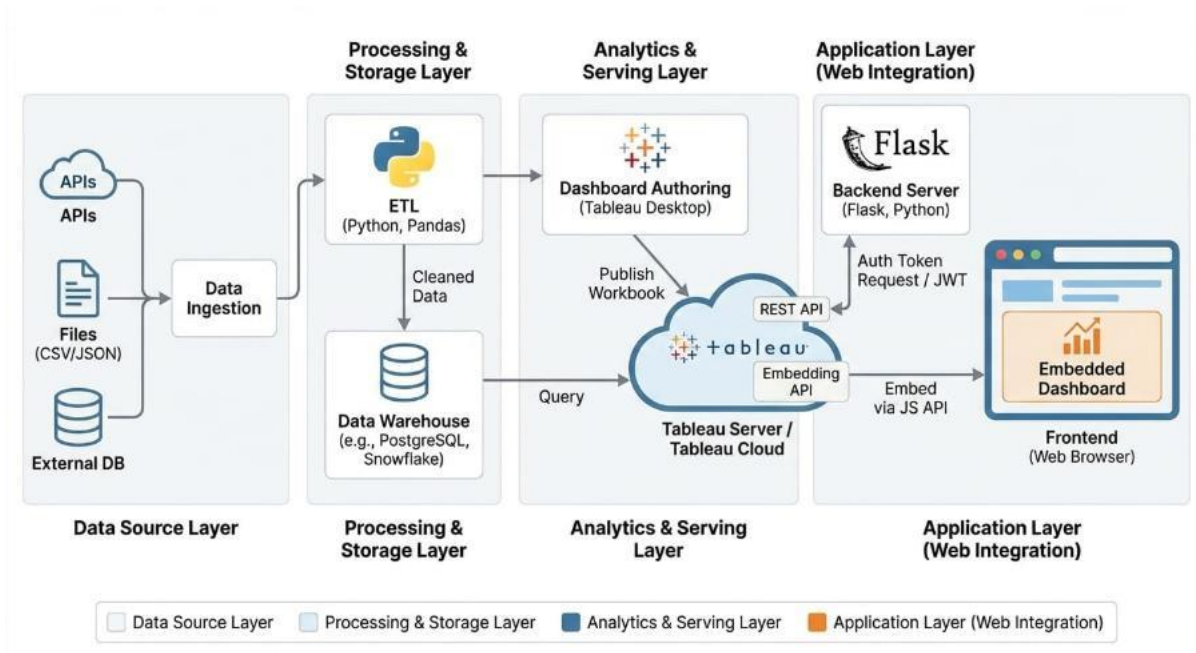 Processing &
Storage Layer
Analytics &
Serving Layer
Application Layer
(Web Integration)
APIs
APIs
Files
(CSV/JSON)
External DB
Data
Ingestion
ETL
(Python, Pandas)
Cleaned
Data
Data Warehouse
(e.g., PostgreSQL,
Snowflake)
Dashboard Authoring
(Tableau Desktop)
Publish
Workbook
Query
REST API
+tableau
Embedding
API
Tableau Server /
Tableau Cloud
Flask
Backend Server
(Flask, Python)
Auth Token
Request / JWT
Embed
via JS API
Embedded
Dashboard
Frontend
(Web Browser)
Data Source Layer
Processing &
Storage Layer
Analytics & Serving
Layer
Application Layer
(Web Integration)
Data Source Layer
Processing & Storage Layer
Analytics & Serving Layer
Application Layer (Web Integration)